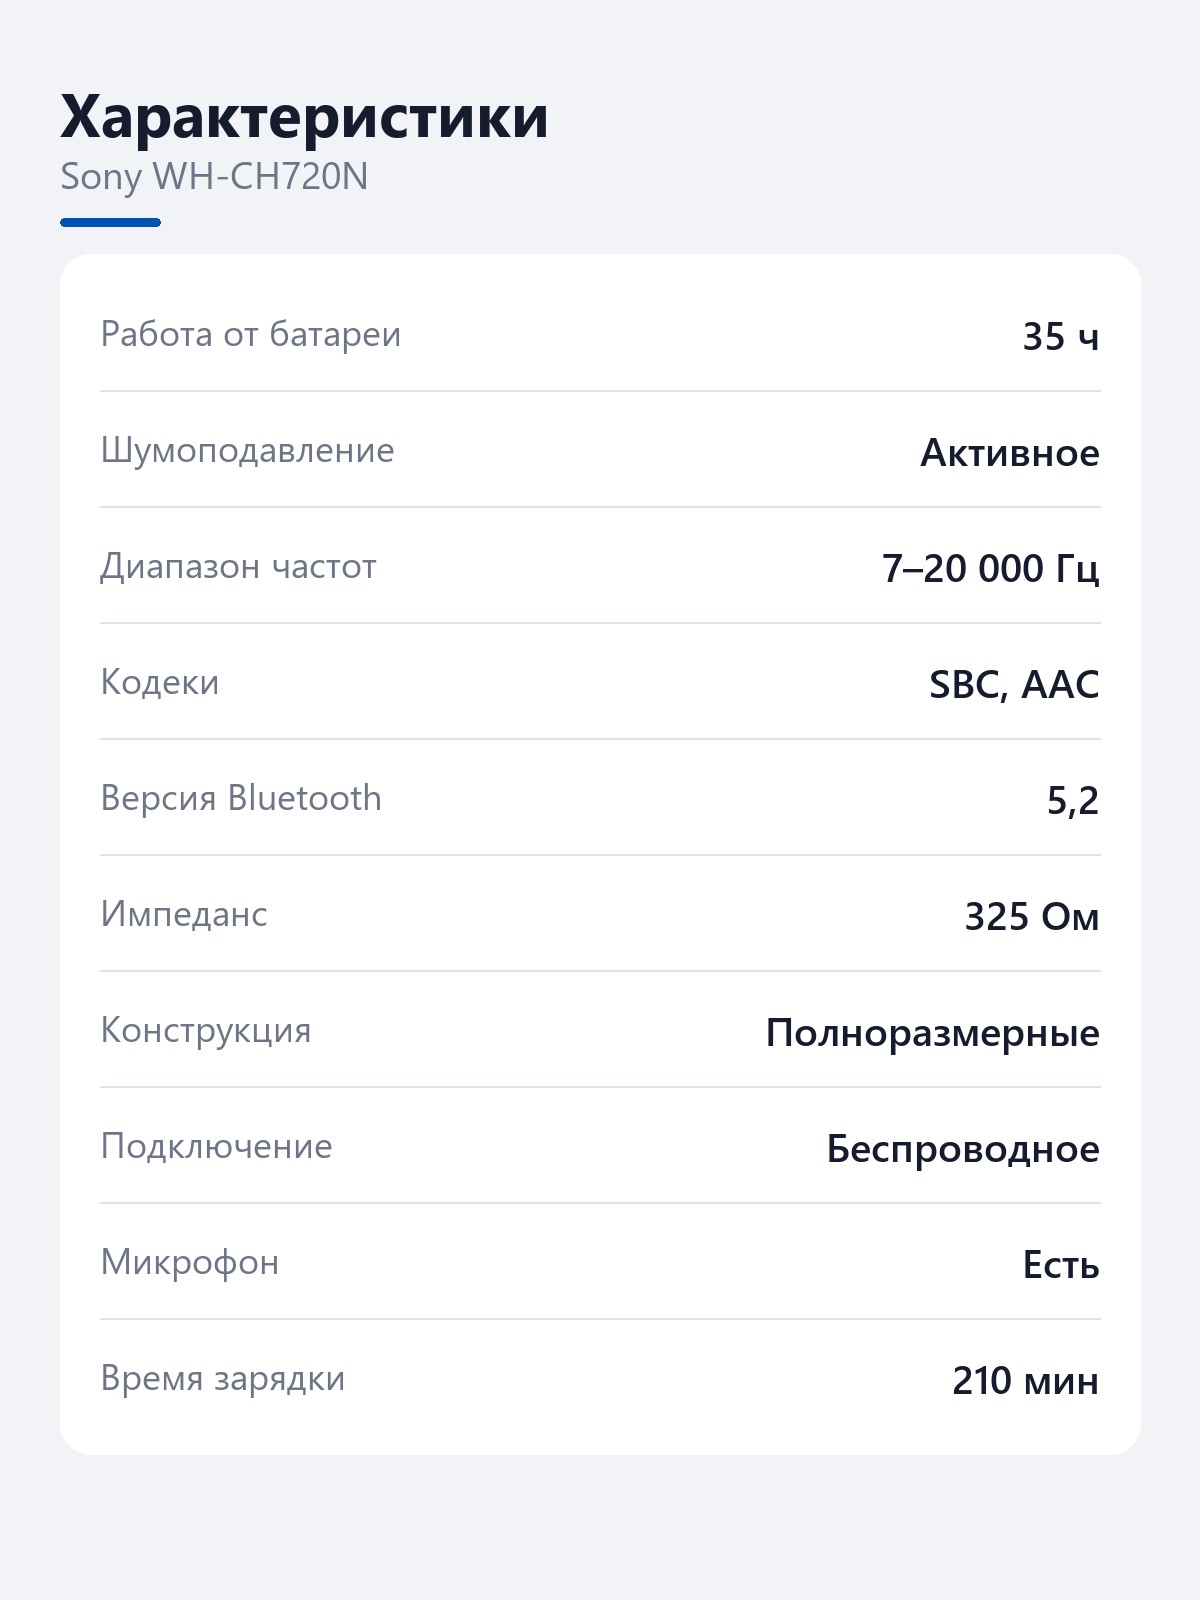 Характеристики
Sony WH-CH720N
Работа от батареи 35 ч
Шумоподавление Активное
Диапазон частот 7–20 000 Гц
Кодеки SBC, AAC
Версия Bluetooth 5,2
Импеданс 325 Ом
Конструкция Полноразмерные
Подключение Беспроводное
Микрофон Есть
Время зарядки 210 мин